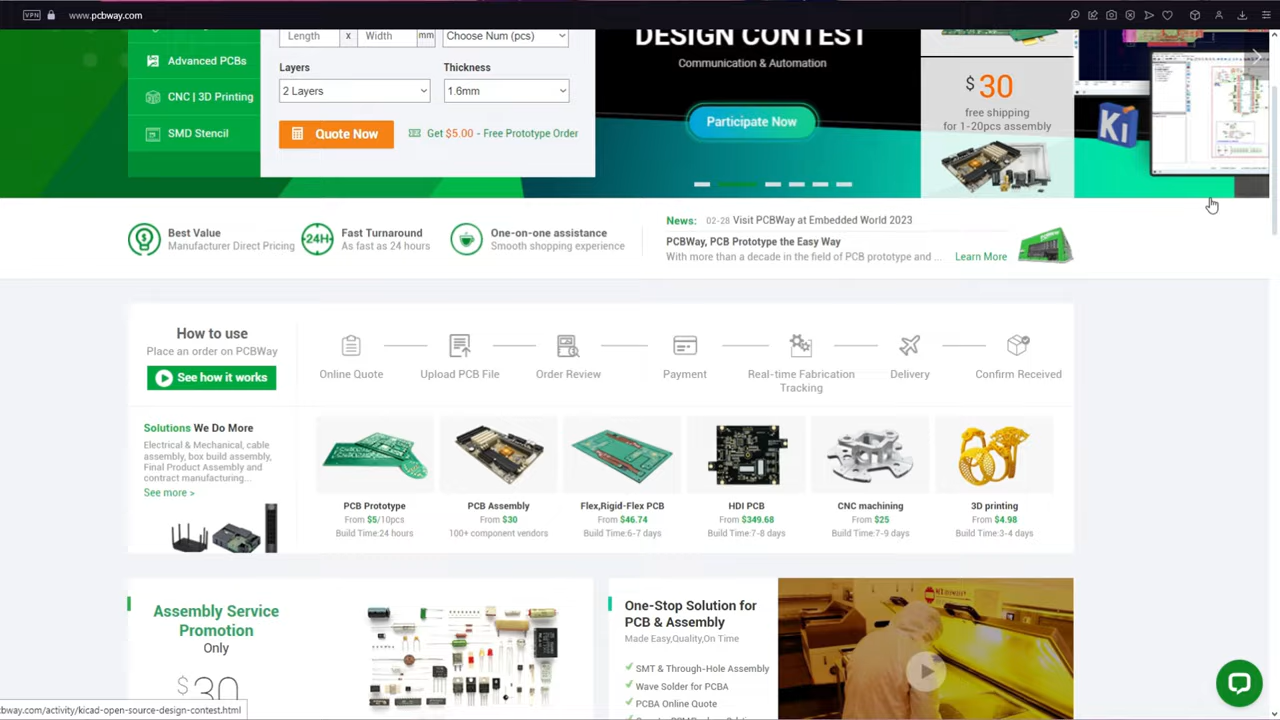 VPN
www.pcbway.com
Length
x
Width
mm
Choose Num (pcs)
DESIGN CONTEST
Communication & Automation
Advanced PCBs
CNC | 3D Printing
SMD Stencil
Layers
2 Layers
1.6mm
Quote Now
Get $5.00 - Free Prototype Order
Participate Now
$30
free shipping
for 1-20pcs assembly
Ki
Best Value
Manufacturer Direct Pricing
24H
Fast Turnaround
As fast as 24 hours
One-on-one assistance
Smooth shopping experience
News: 02-28 Visit PCBWay at Embedded World 2023
PCBWay, PCB Prototype the Easy Way
With more than a decade in the field of PCB prototype and ... Learn More
How to use
Place an order on PCBWay
See how it works
Online Quote
Upload PCB File
Order Review
Payment
Real-time Fabrication
Tracking
Delivery
Confirm Received
Solutions We Do More
Electrical & Mechanical, cable
assembly, box build assembly,
Final Product Assembly and
contract manufacturing...
See more >
PCB Prototype
From $5/10pcs
Build Time:24 hours
PCB Assembly
From $30
100+ component vendors
Flex,Rigid-Flex PCB
From $46.74
Build Time:6-7 days
HDI PCB
From $349.68
Build Time:7-8 days
CNC machining
From $25
Build Time:7-9 days
3D printing
From $4.98
Build Time:3-4 days
Assembly Service
Promotion
Only
$30
One-Stop Solution for
PCB & Assembly
Made Easy,Quality,On Time
SMT & Through-Hole Assembly
Wave Solder for PCBA
PCBA Online Quote
bway.com/activity/kicad-open-source-design-contest.html